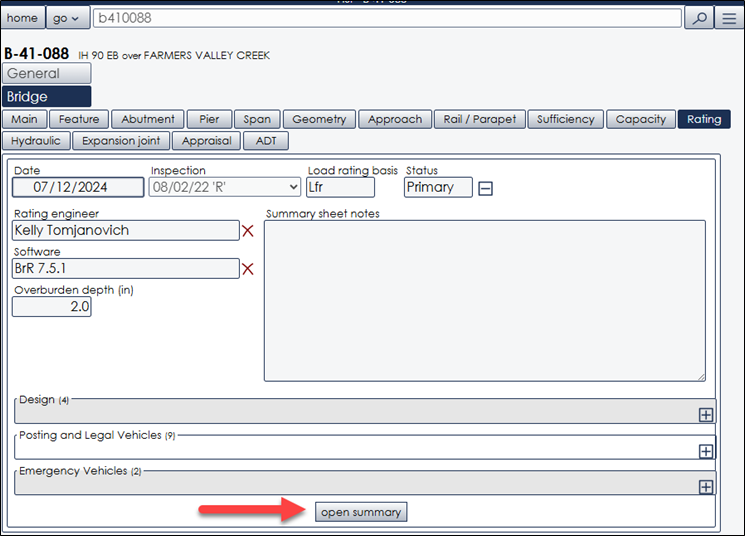 home go b410088
B-41-088 IH 90 EB over FARMERS VALLEY CREEK
General
Bridge
Main Feature Abutment Pier Span Geometry Approach Rail / Parapet Sufficiency Capacity Rating
Hydraulic Expansion joint Appraisal ADT
Date Inspection Load rating basis Status
07/12/2024 08/02/22 'R' Lfr Primary
Rating engineer Summary sheet notes
Kelly Tomjanovich
Software
BrR 7.5.1
Overburden depth (in)
2.0
Design (4)
Posting and Legal Vehicles (9)
Emergency Vehicles (2)
open summary